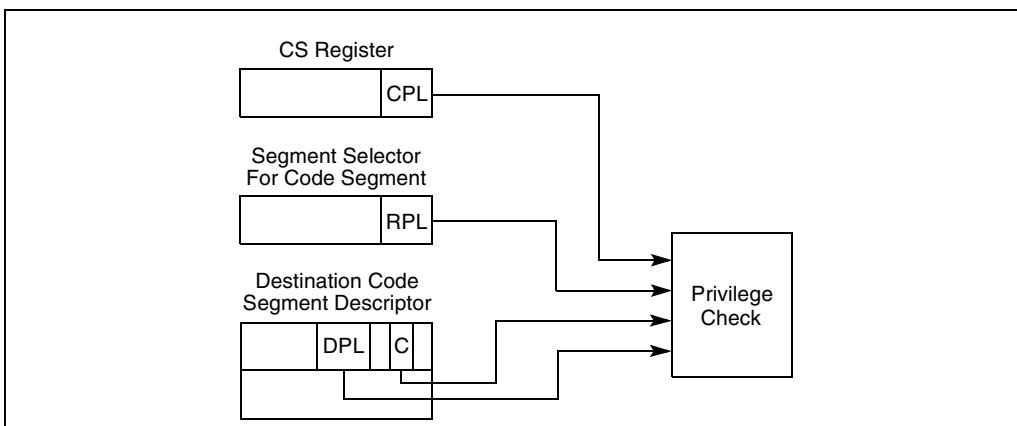 CS Register
CPL
Segment Selector
For Code Segment
RPL
Destination Code
Segment Descriptor
DPL
C
Privilege
Check